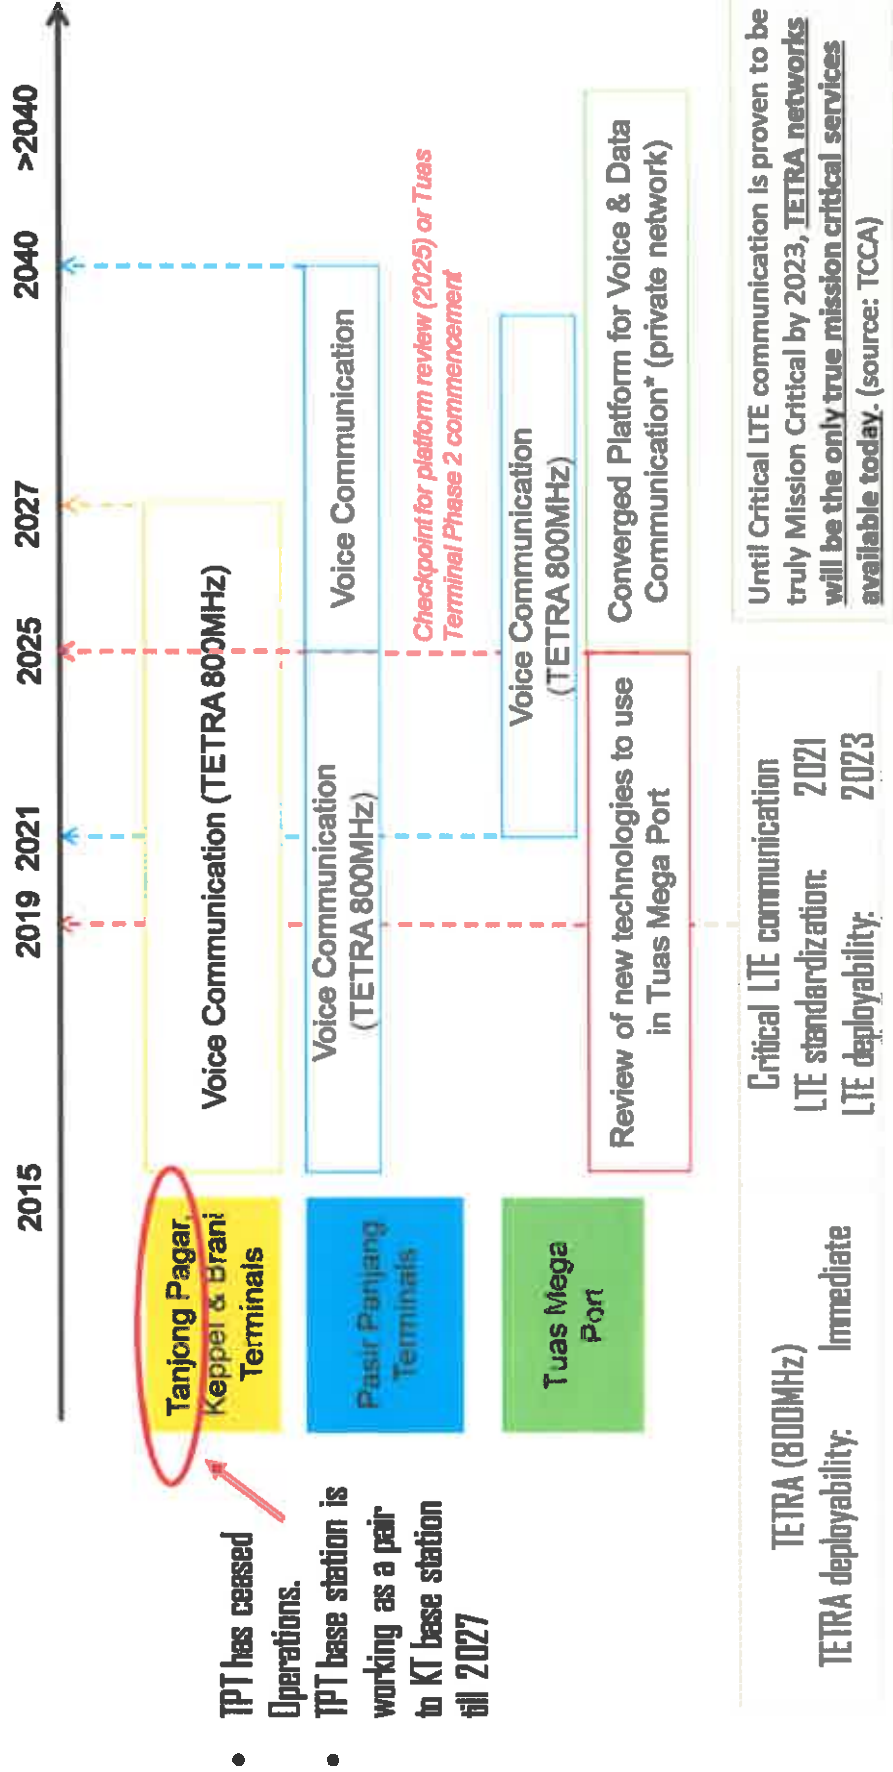 2015 2019 2021 2025 2027 2040 >2040
Tanjong Pagar,
Keppel & Brani
Terminals
Voice Communication (TETRA 800MHz)
Pasir Panjang
Terminals
Voice Communication
(TETRA 800MHz)
Voice Communication
Checkpoint for platform review (2025) or Tuas
Terminal Phase 2 commencement
Tuas Mega
Port
Voice Communication
(TETRA 800MHz)
Review of new technologies to use
in Tuas Mega Port
Converged Platform for Voice & Data
Communication* (private network)
• TPT has ceased
Operations.
• TPT base station is
working as a pair
to KT base station
till 2027
TETRA (800MHz)
TETRA deployability: Immediate
Critical LTE communication
LTE standardization: 2021
LTE deployability: 2023
Until Critical LTE communication is proven to be
truly Mission Critical by 2023, TETRA networks
will be the only true mission critical services
available today. (source: TCCA)